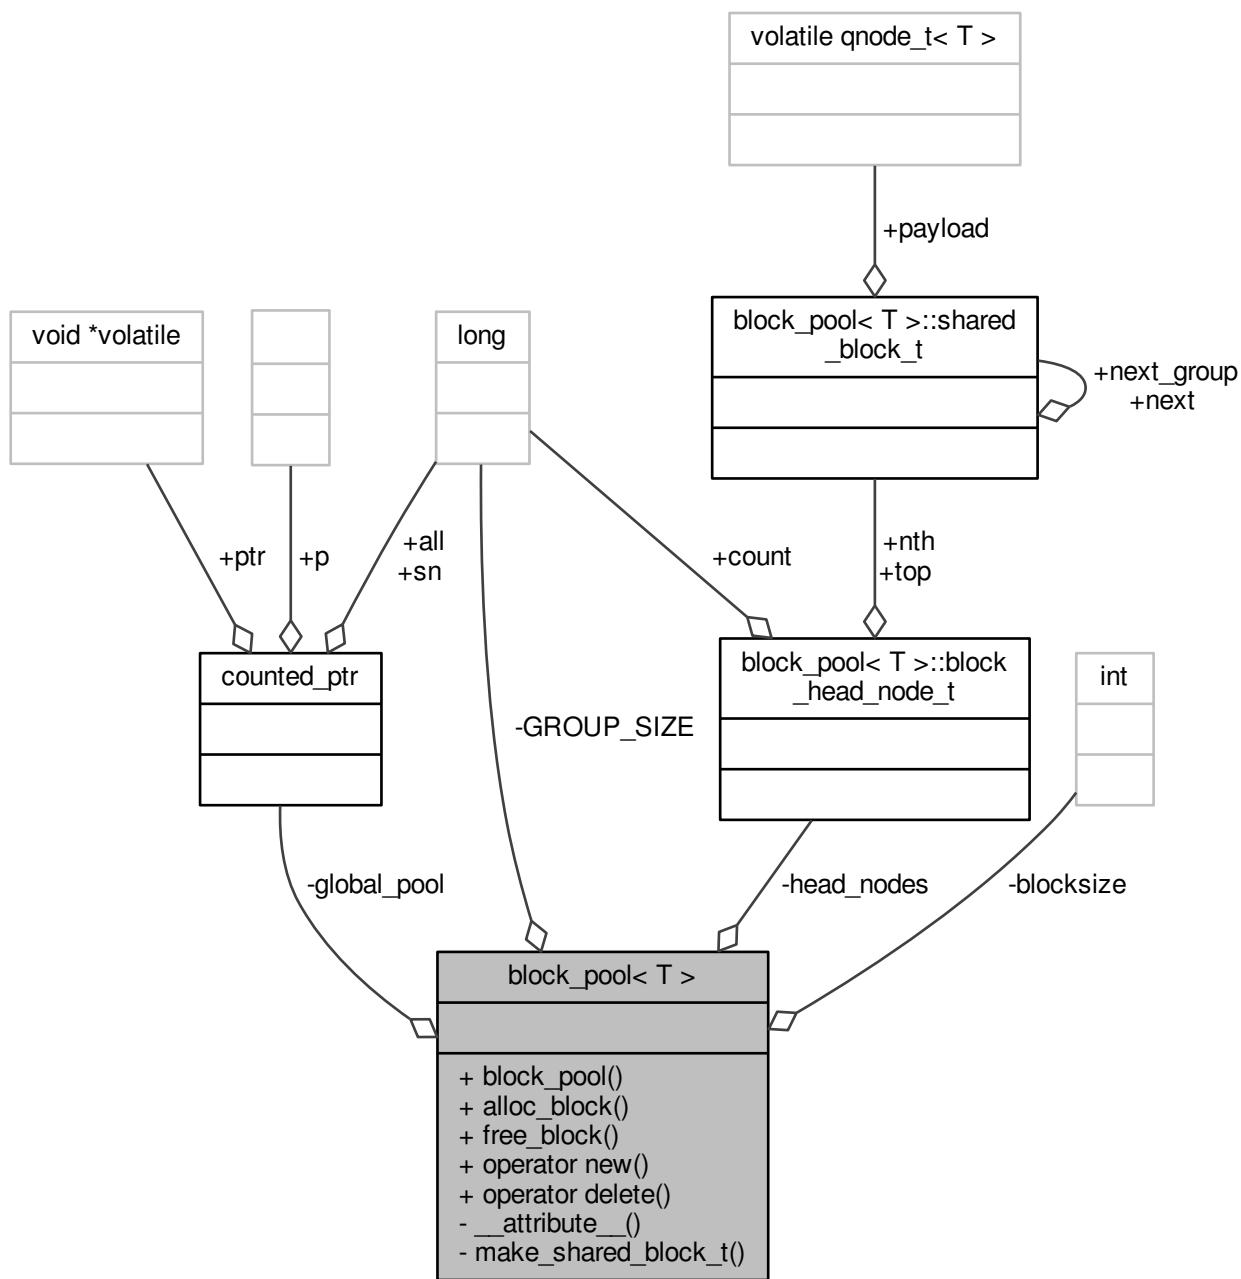 volatile qnode_t< T >
+payload
block_pool< T >::shared
_block_t
+next_group
+next
void *volatile
long
+ptr
+p
+all
+sn
+count
+nth
+top
counted_ptr
block_pool< T >::block
_head_node_t
int
-GROUP_SIZE
-global_pool
-head_nodes
-blocksize
block_pool< T >
+ block_pool()
+ alloc_block()
+ free_block()
+ operator new()
+ operator delete()
- __attribute__()
- make_shared_block_t()